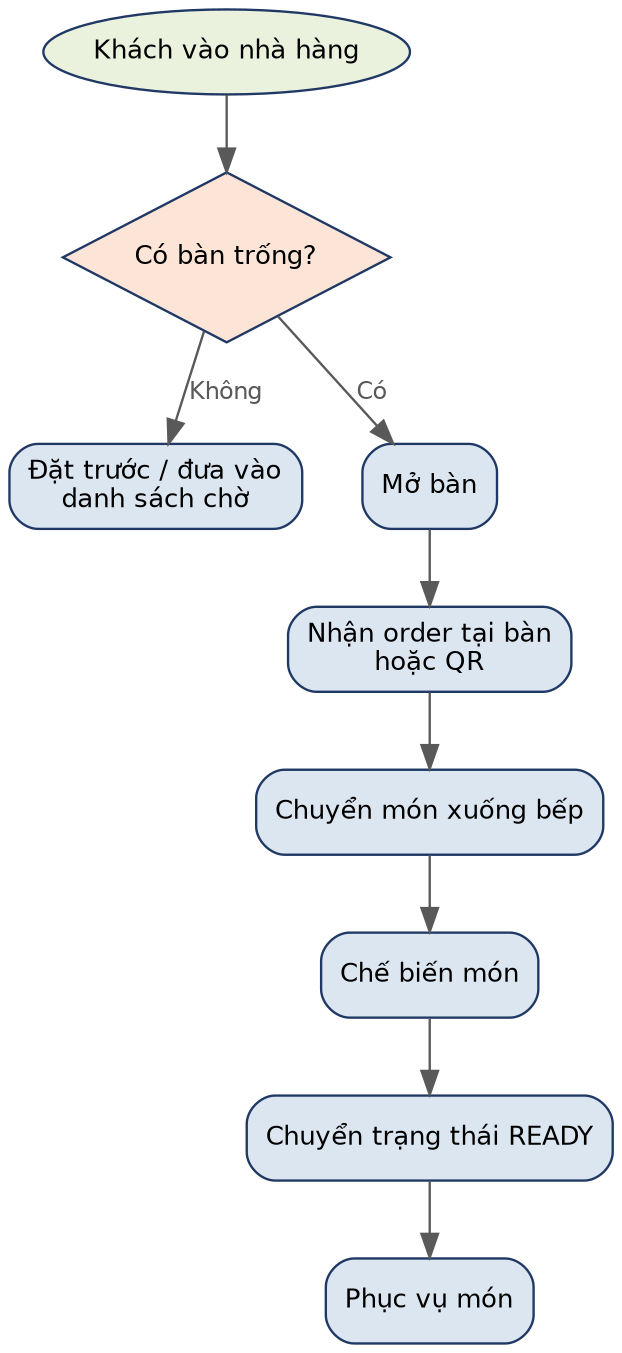 Khách vào nhà hàng
Có bàn trống?
Không
Có
Đặt trước / đưa vào
danh sách chờ
Mở bàn
Nhận order tại bàn
hoặc QR
Chuyển món xuống bếp
Chế biến món
Chuyển trạng thái READY
Phục vụ món